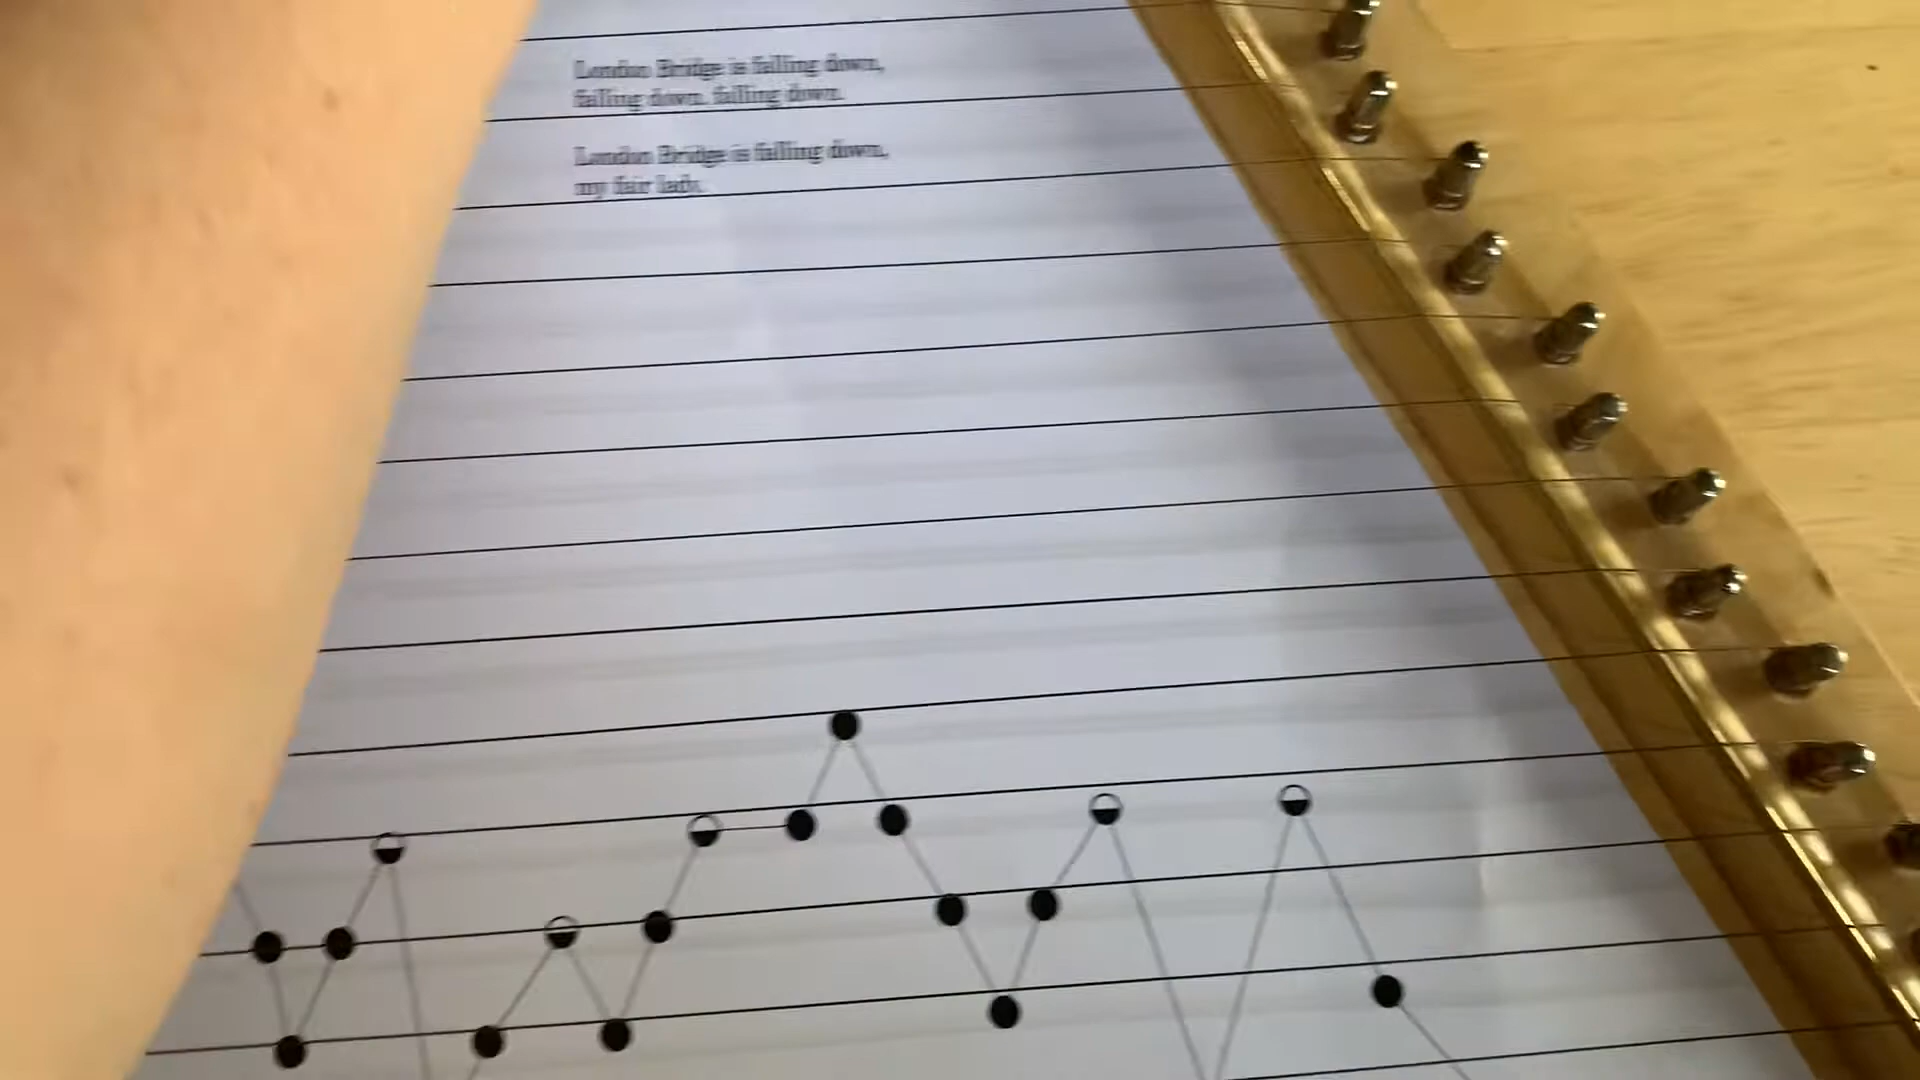 London Bridge is falling down,
falling down, falling down.
London Bridge is falling down,
my fair lady.